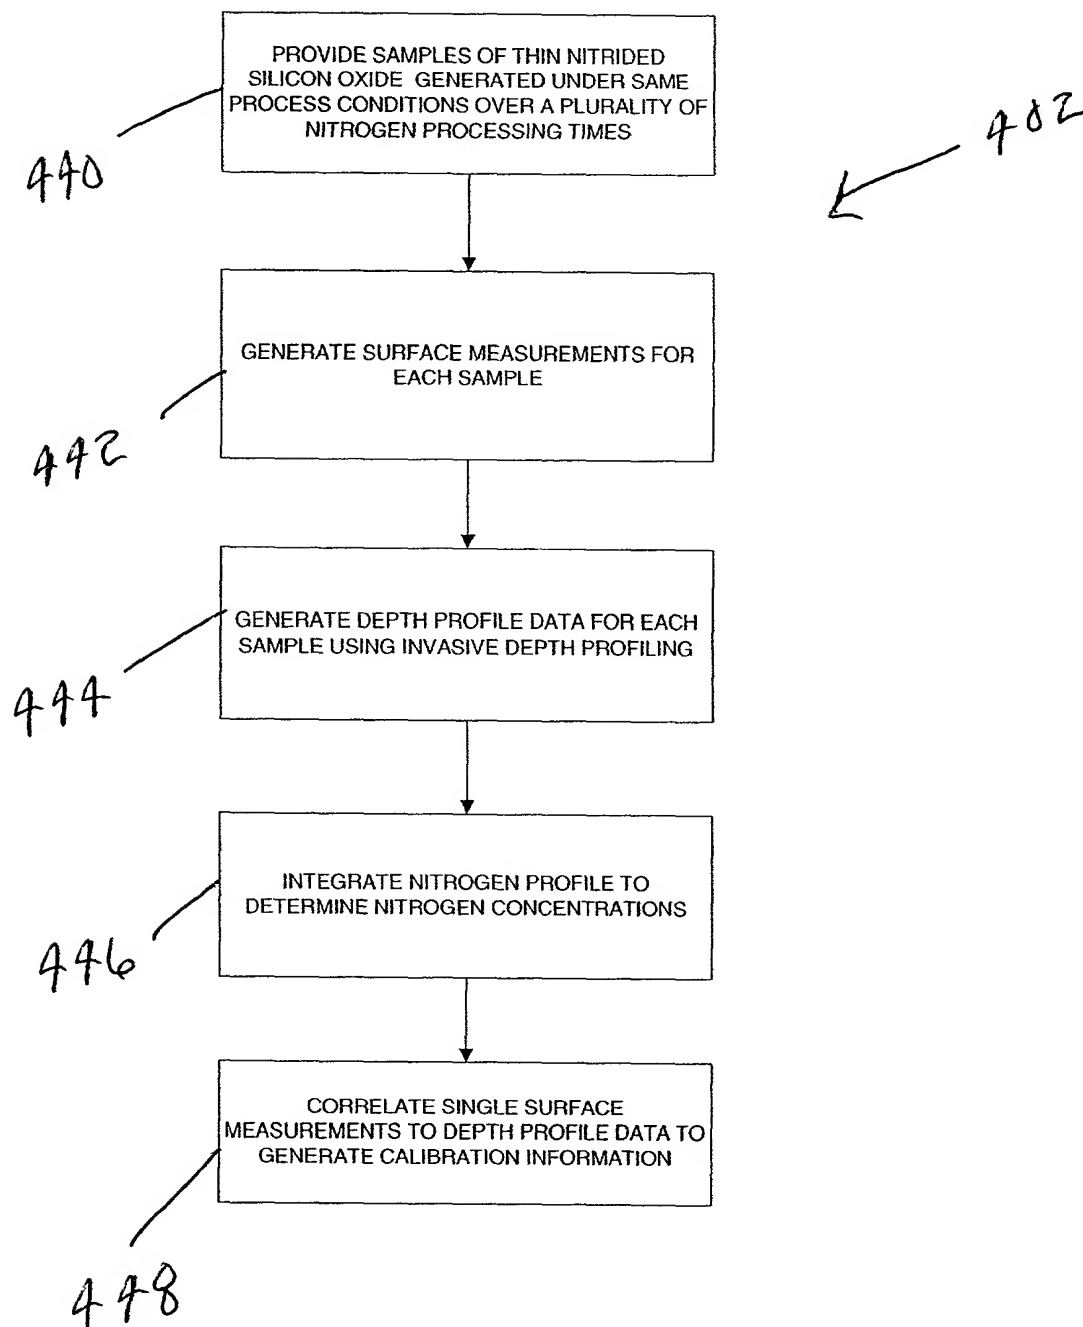 PROVIDE SAMPLES OF THIN NITRIDED
SILICON OXIDE GENERATED UNDER SAME
PROCESS CONDITIONS OVER A PLURALITY OF
NITROGEN PROCESSING TIMES
402
440
GENERATE SURFACE MEASUREMENTS FOR
EACH SAMPLE
442
GENERATE DEPTH PROFILE DATA FOR EACH
SAMPLE USING INVASIVE DEPTH PROFILING
444
INTEGRATE NITROGEN PROFILE TO
DETERMINE NITROGEN CONCENTRATIONS
446
CORRELATE SINGLE SURFACE
MEASUREMENTS TO DEPTH PROFILE DATA TO
GENERATE CALIBRATION INFORMATION
448